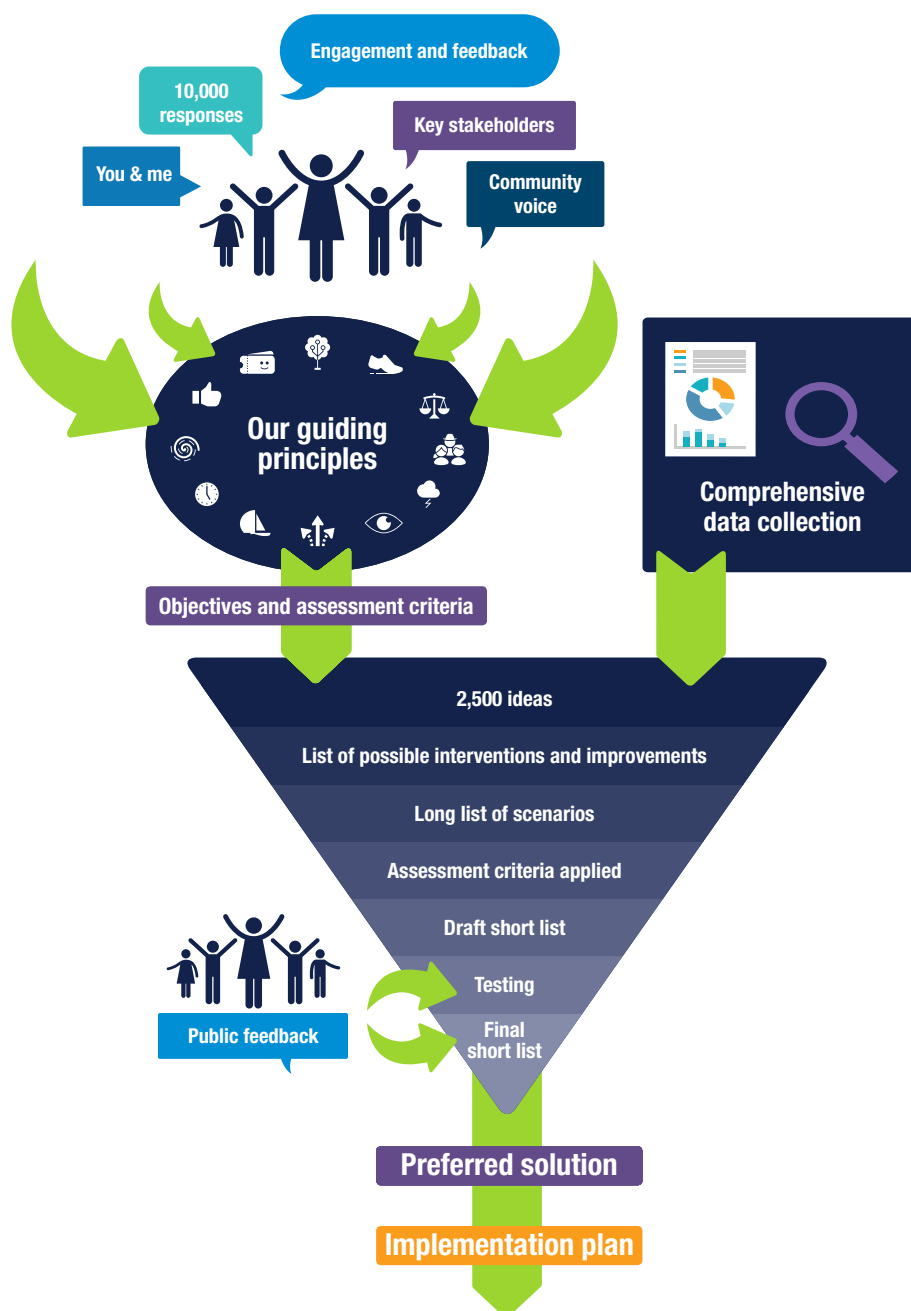 Engagement and feedback
10,000
responses
Key stakeholders
You & me
Community
voice
Our guiding
principles
Comprehensive
data collection
Objectives and assessment criteria
2,500 ideas
List of possible interventions and improvements
Long list of scenarios
Assessment criteria applied
Draft short list
Testing
Public feedback
Final
short list
Preferred solution
Implementation plan